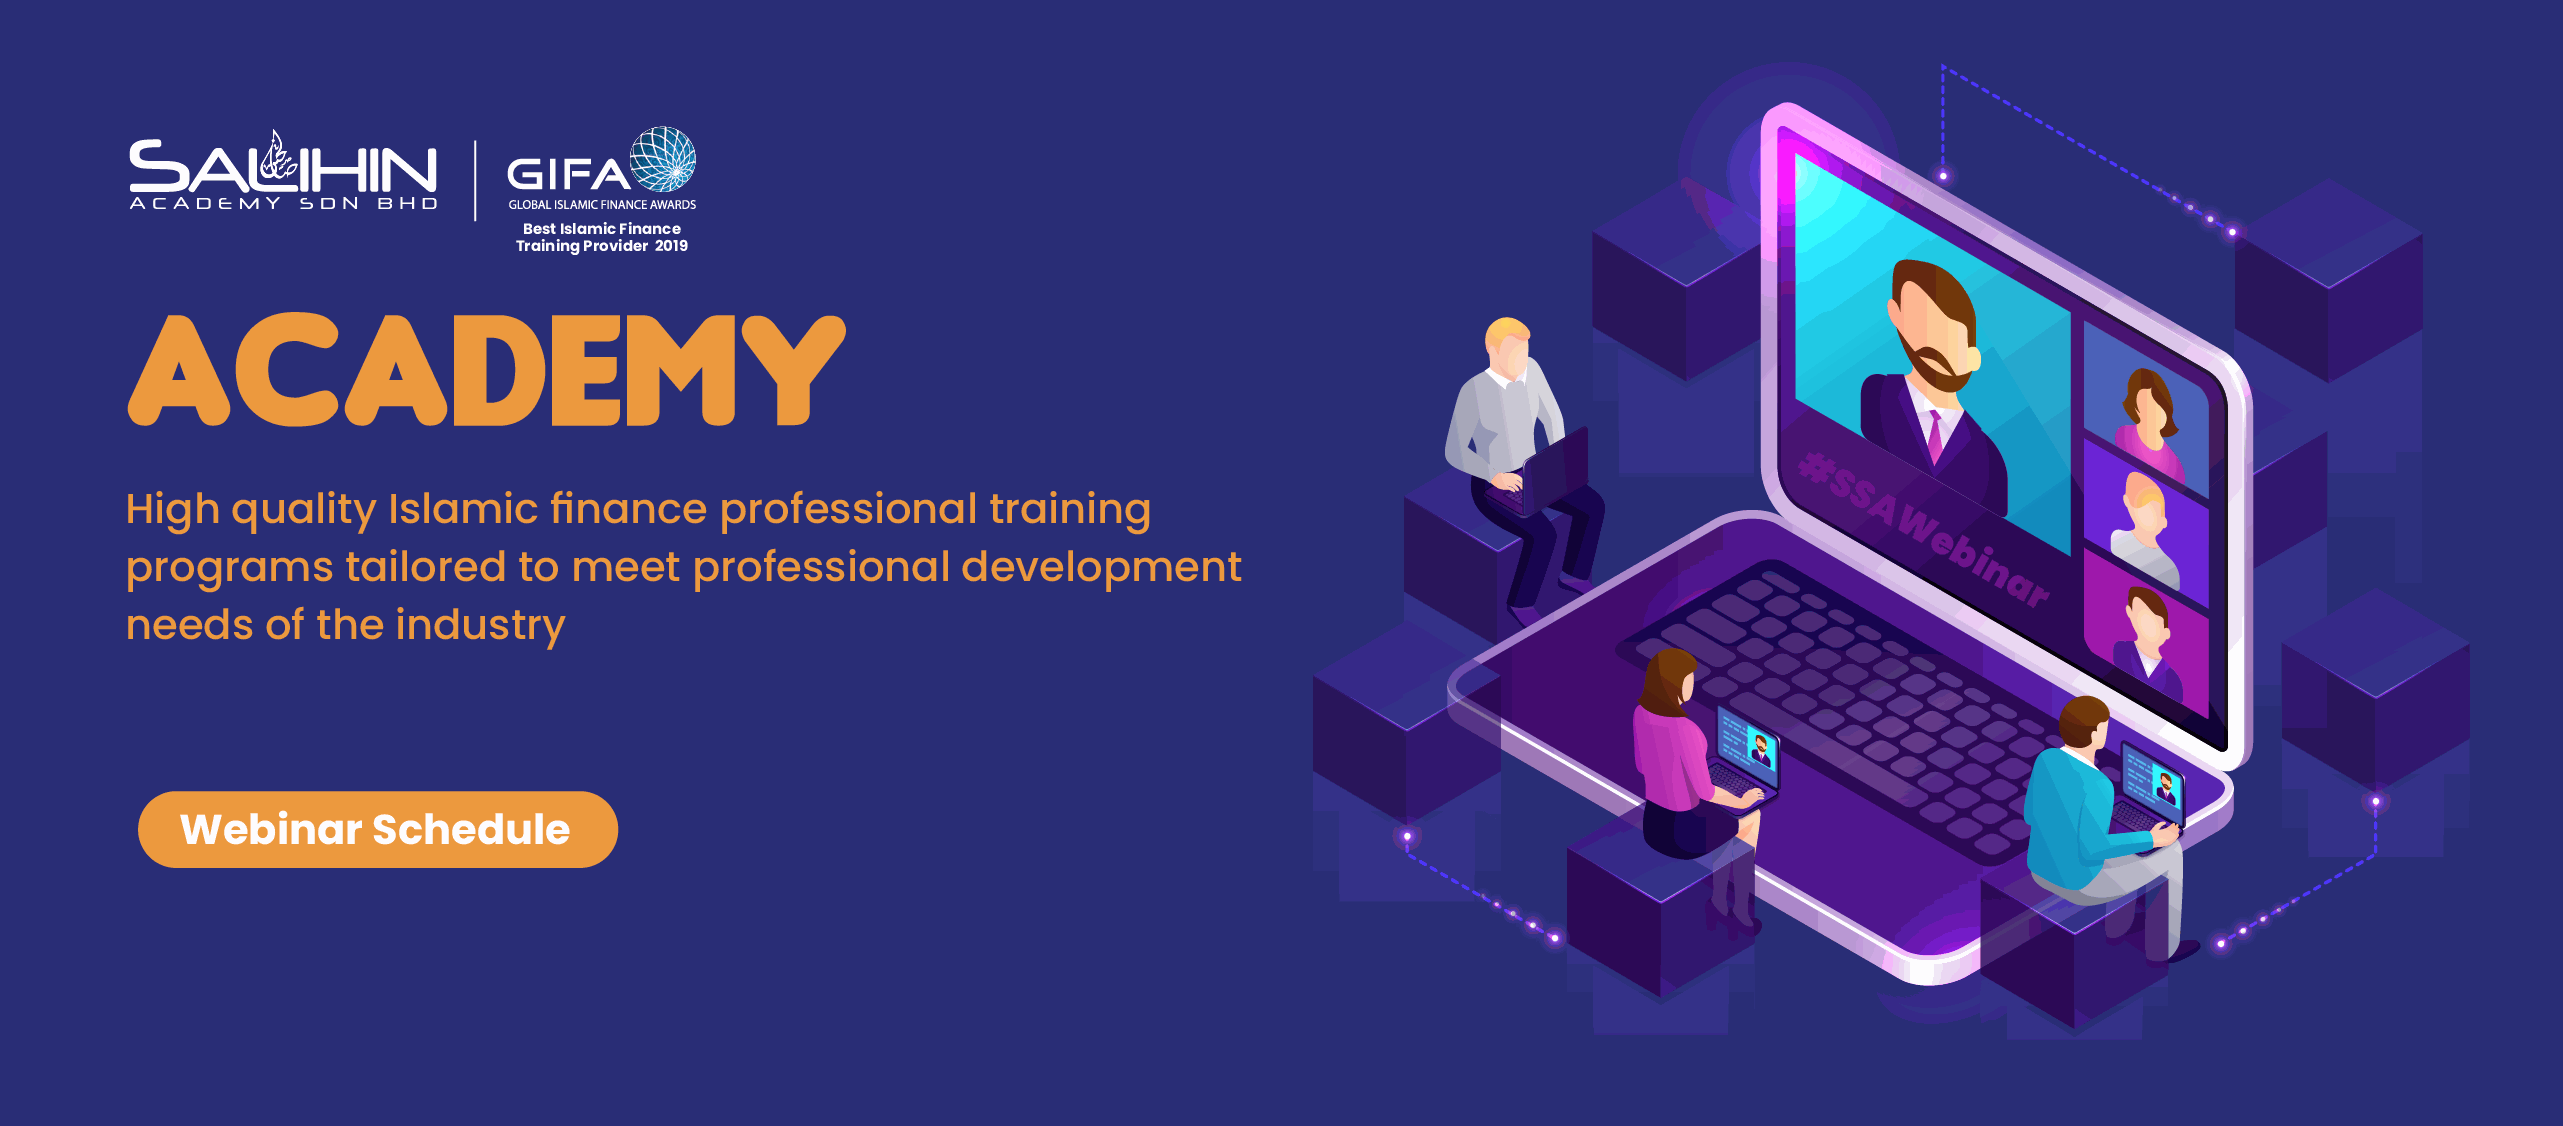 SALIHIN
ACADEMY SDN BHD
GIFA
GLOBAL ISLAMIC FINANCE AWARDS
Best Islamic Finance
Training Provider 2019
ACADEMY
High quality Islamic finance professional training
programs tailored to meet professional development
needs of the industry
Webinar Schedule
#SSAWebinar